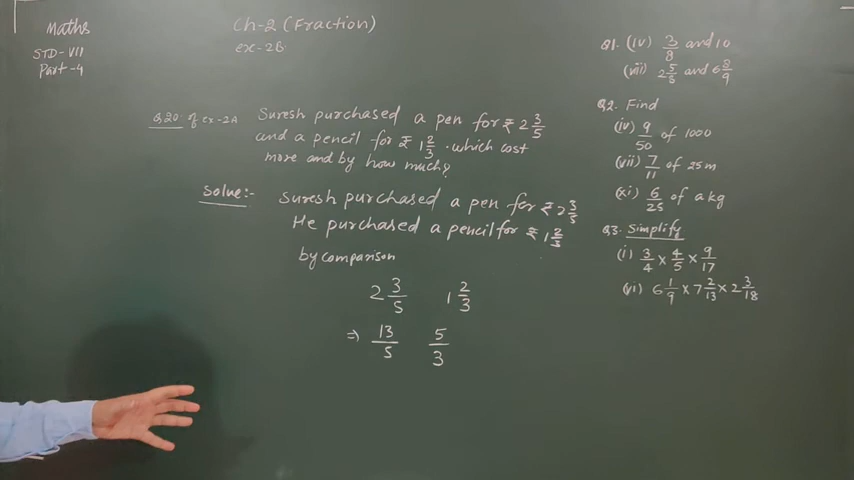 Maths
STD-VII
Part-4
Ch-2 (Fraction)
ex-2B
Q.20 of ex-2A Suresh purchased a pen for ₹ 2 3/5
and a pencil for ₹ 1 2/3 . which cost
more and by how much?
Solve:- Suresh purchased a pen for ₹ 2 3/5
He purchased a pencil for ₹ 1 2/3
by comparison
2 3/5 1 2/3
⇒ 13/5 5/3
Q1. (iv) 3/8 and 10
(vii) 2 5/3 and 6 8/9
Q2. Find
(iv) 9/50 of 1000
(vii) 7/11 of 25 m
(xi) 6/25 of a kg
Q3. Simplify
(i) 3/4 × 4/5 × 9/17
(vi) 6 1/9 × 7 2/13 × 2 3/18